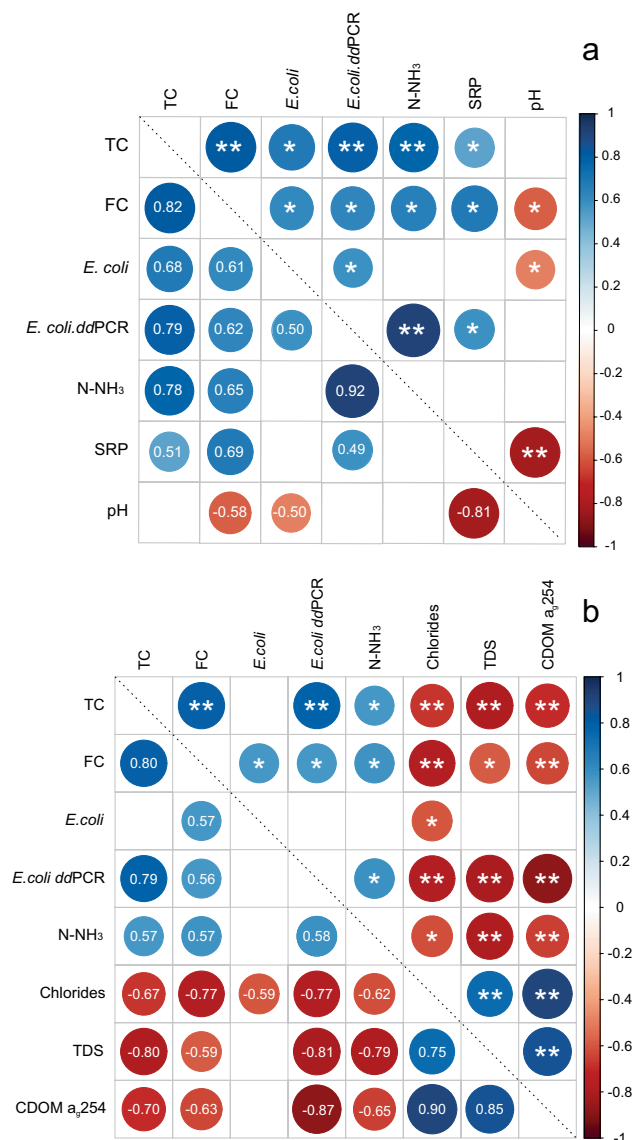 a
TC FC E.coli E.coli.ddPCR N-NH₃ SRP pH
TC ** * ** ** *
FC 0.82 * * * * *
E. coli 0.68 0.61 * *
E. coli.ddPCR 0.79 0.62 0.50 ** *
N-NH₃ 0.78 0.65 0.92
SRP 0.51 0.69 0.49 **
pH -0.58 -0.50 -0.81
1
0.8
0.6
0.4
0.2
0
-0.2
-0.4
-0.6
-0.8
-1
b
TC FC E.coli E.coli ddPCR N-NH₃ Chlorides TDS CDOM a₉254
TC ** ** * ** ** **
FC 0.80 * * * ** * **
E.coli 0.57 *
E.coli ddPCR 0.79 0.56 * ** ** **
N-NH₃ 0.57 0.57 0.58 * ** **
Chlorides -0.67 -0.77 -0.59 -0.77 -0.62 ** **
TDS -0.80 -0.59 -0.81 -0.79 0.75 **
CDOM a₉254 -0.70 -0.63 -0.87 -0.65 0.90 0.85
1
0.8
0.6
0.4
0.2
0
-0.2
-0.4
-0.6
-0.8
-1